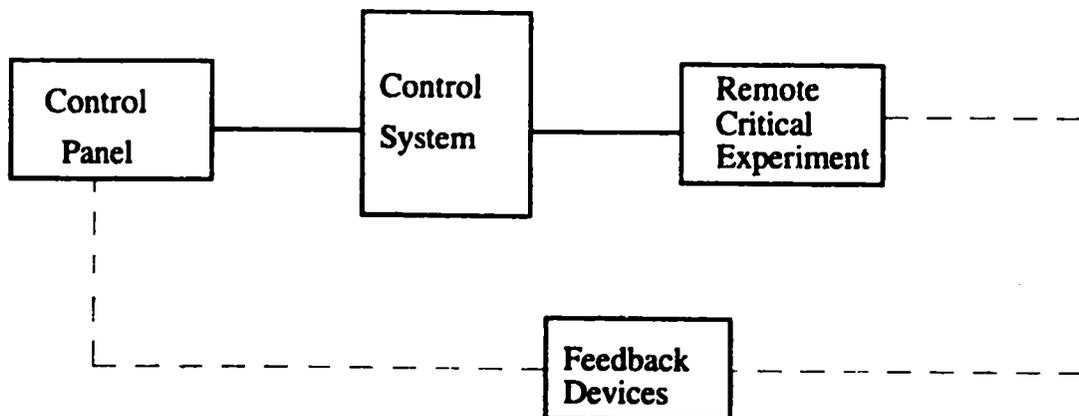 Control
Panel
Control
System
Remote
Critical
Experiment
Feedback
Devices